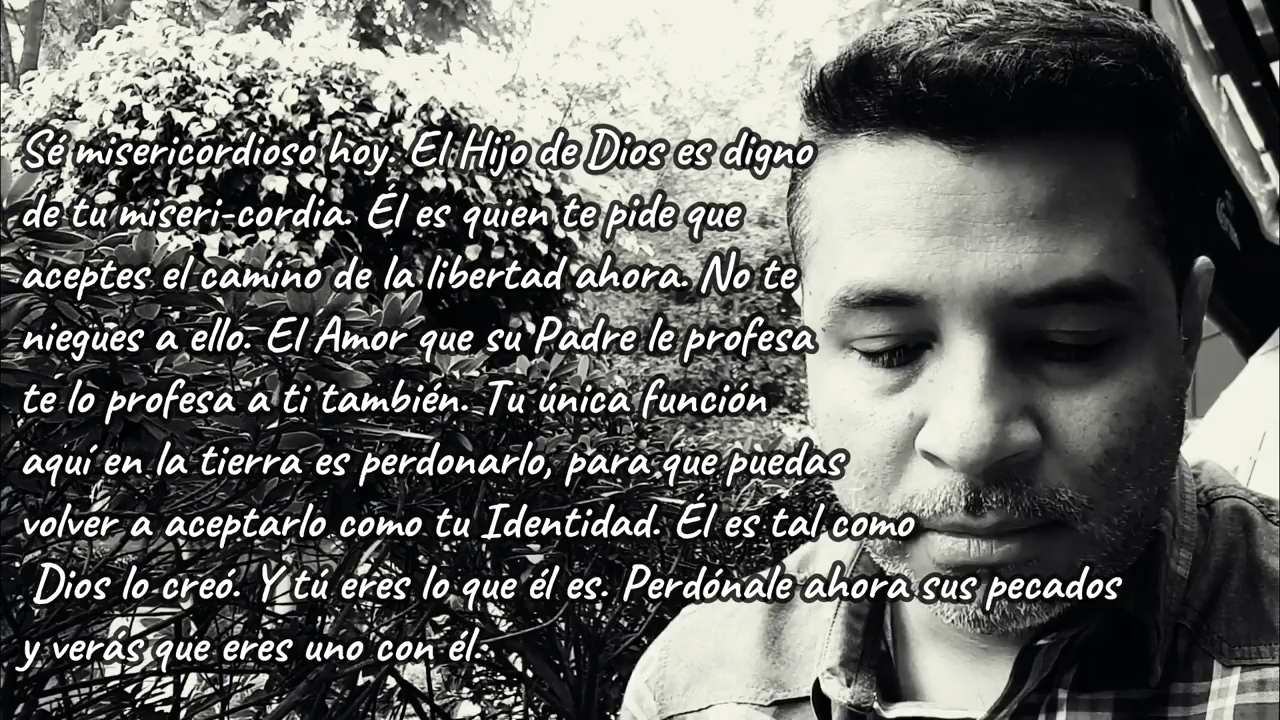 Sé misericordioso hoy. El Hijo de Dios es digno
de tu miseri-cordia. Él es quien te pide que
aceptes el camino de la libertad ahora. No te
niegues a ello. El Amor que su Padre le profesa
te lo profesa a ti también. Tu única función
aquí en la tierra es perdonarlo, para que puedas
volver a aceptarlo como tu Identidad. Él es tal como
Dios lo creó. Y tú eres lo que él es. Perdónale ahora sus pecados
y verás que eres uno con él.